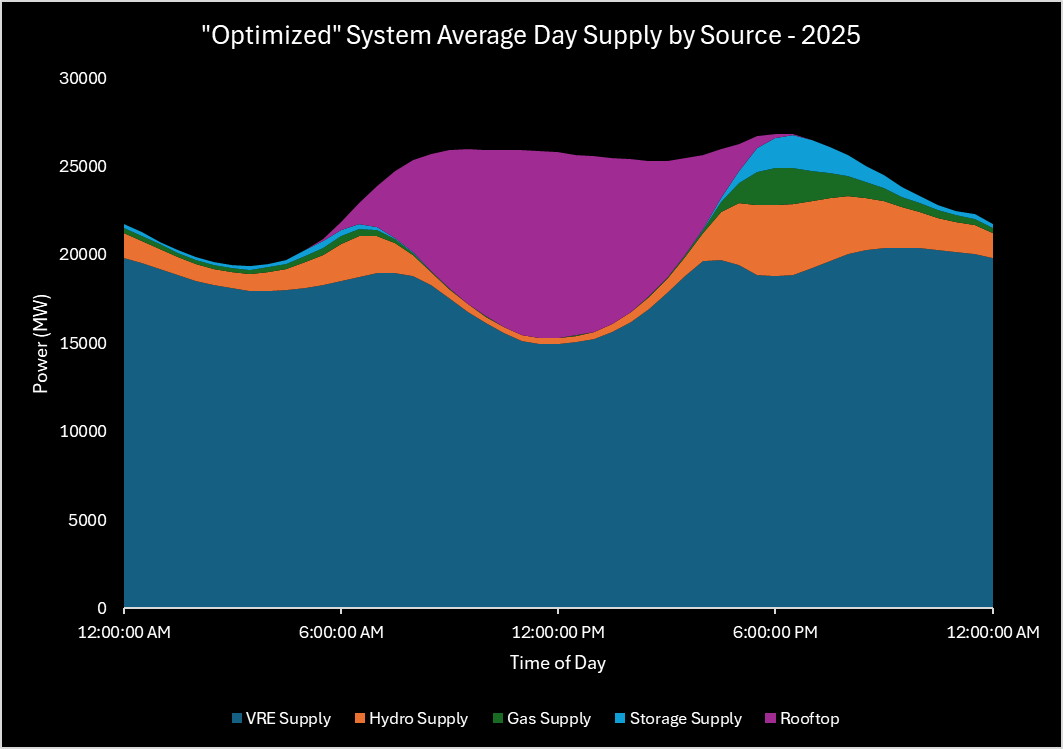 "Optimized" System Average Day Supply by Source - 2025
30000
25000
20000
15000
10000
5000
0
Power (MW)
12:00:00 AM 6:00:00 AM 12:00:00 PM 6:00:00 PM 12:00:00 AM
Time of Day
VRE Supply Hydro Supply Gas Supply Storage Supply Rooftop